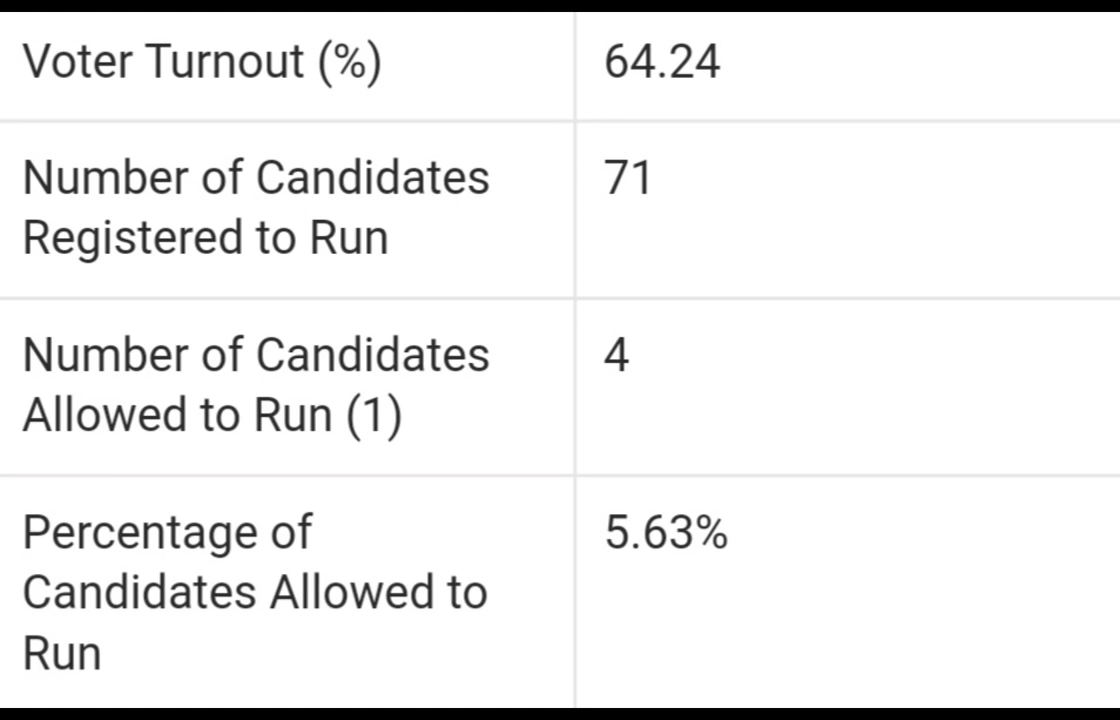 Voter Turnout (%) 64.24
Number of Candidates 71
Registered to Run
Number of Candidates 4
Allowed to Run (1)
Percentage of 5.63%
Candidates Allowed to
Run